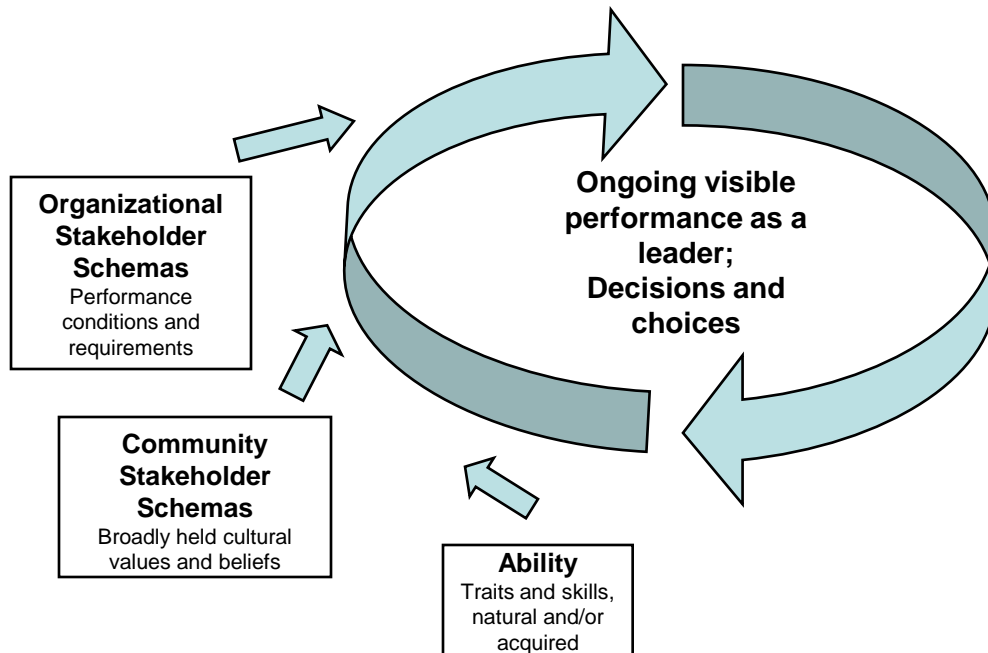 Ongoing visible
performance as a
leader;
Decisions and
choices
Organizational
Stakeholder
Schemas
Performance
conditions and
requirements
Community
Stakeholder
Schemas
Broadly held cultural
values and beliefs
Ability
Traits and skills,
natural and/or
acquired